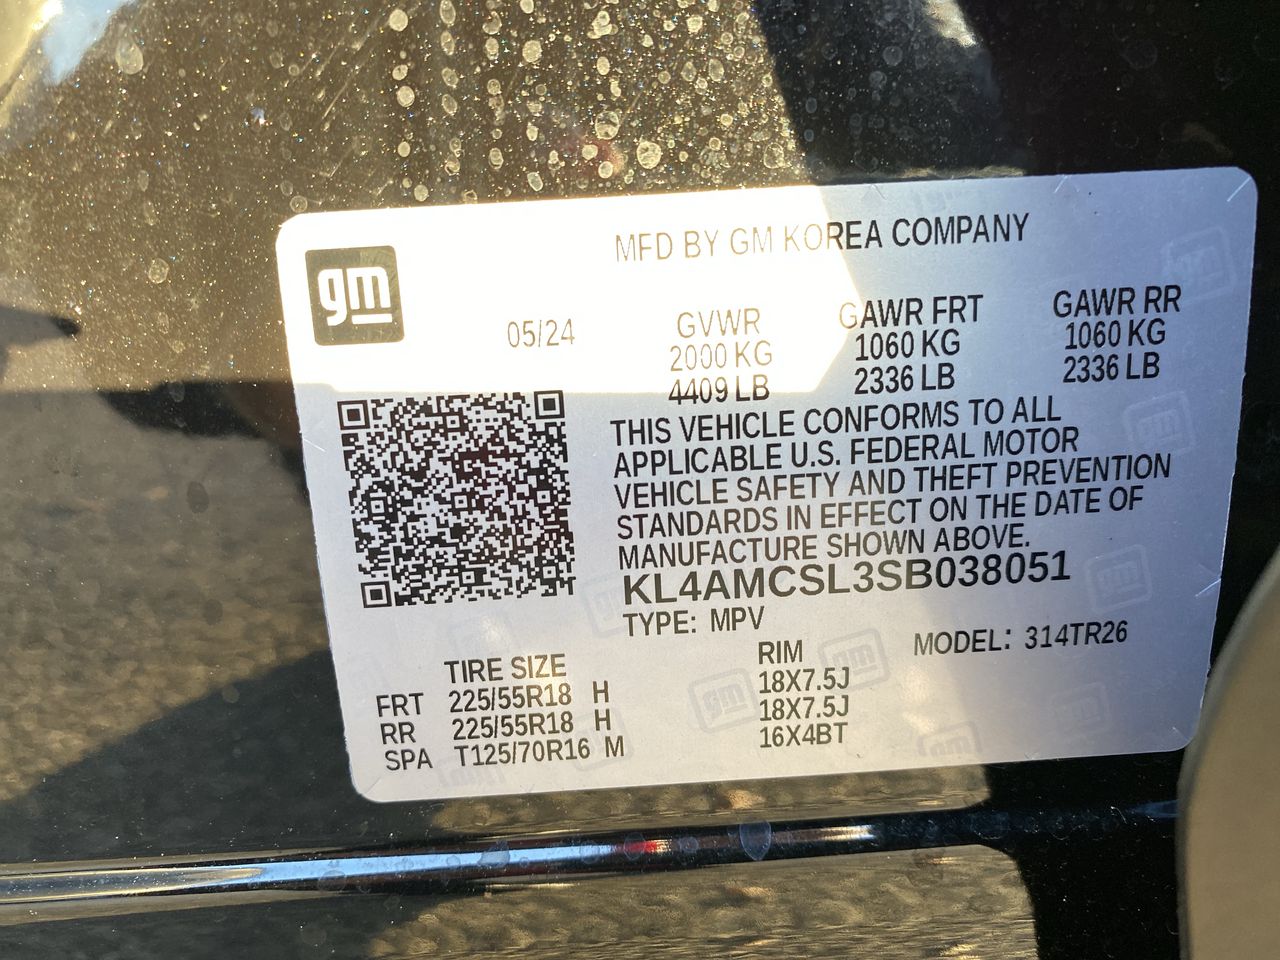 gm
MFD BY GM KOREA COMPANY
05/24
GVWR GAWR FRT GAWR RR
2000 KG 1060 KG 1060 KG
4409 LB 2336 LB 2336 LB
THIS VEHICLE CONFORMS TO ALL
APPLICABLE U.S. FEDERAL MOTOR
VEHICLE SAFETY AND THEFT PREVENTION
STANDARDS IN EFFECT ON THE DATE OF
MANUFACTURE SHOWN ABOVE.
KL4AMCSL3SB038051
TYPE: MPV
MODEL: 314TR26
TIRE SIZE RIM
FRT 225/55R18 H 18X7.5J
RR 225/55R18 H 18X7.5J
SPA T125/70R16 M 16X4BT